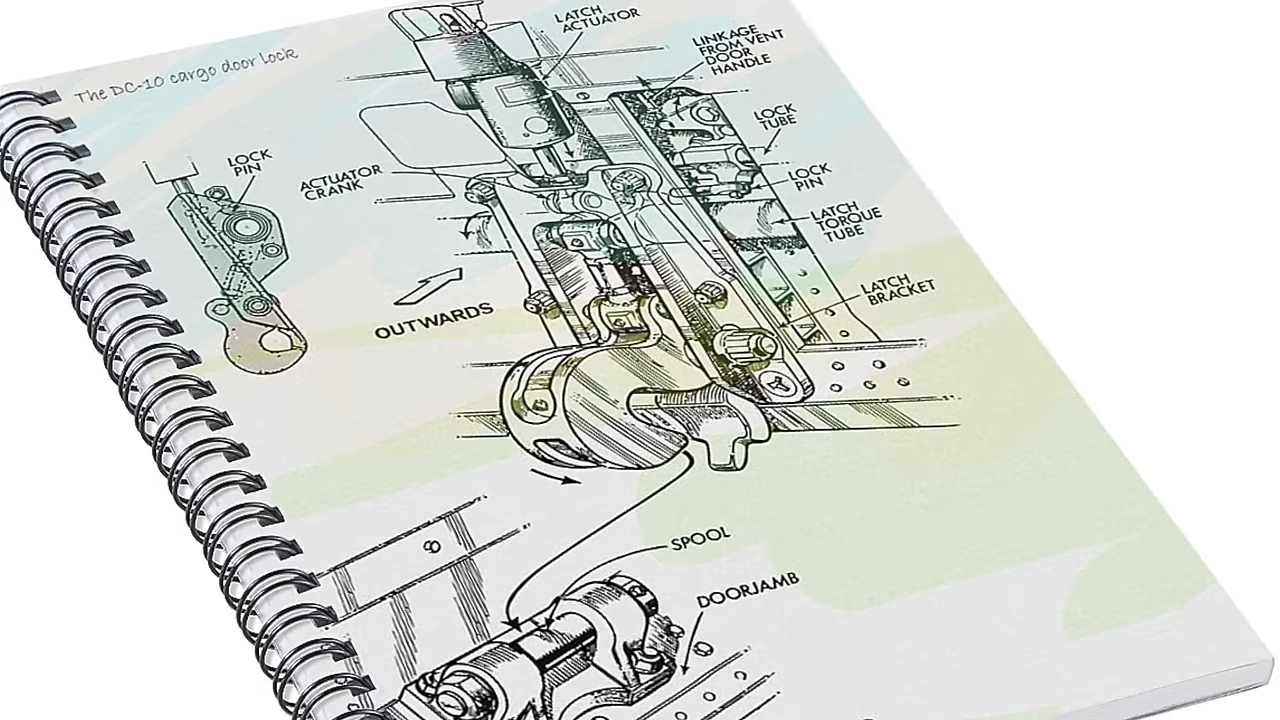 The DC-10 cargo door lock
LATCH
ACTUATOR
LINKAGE
FROM VENT
DOOR
HANDLE
LOCK
TUBE
LOCK
PIN
ACTUATOR
CRANK
LOCK
PIN
LATCH
TORQUE
TUBE
LATCH
BRACKET
OUTWARDS
SPOOL
DOORJAMB